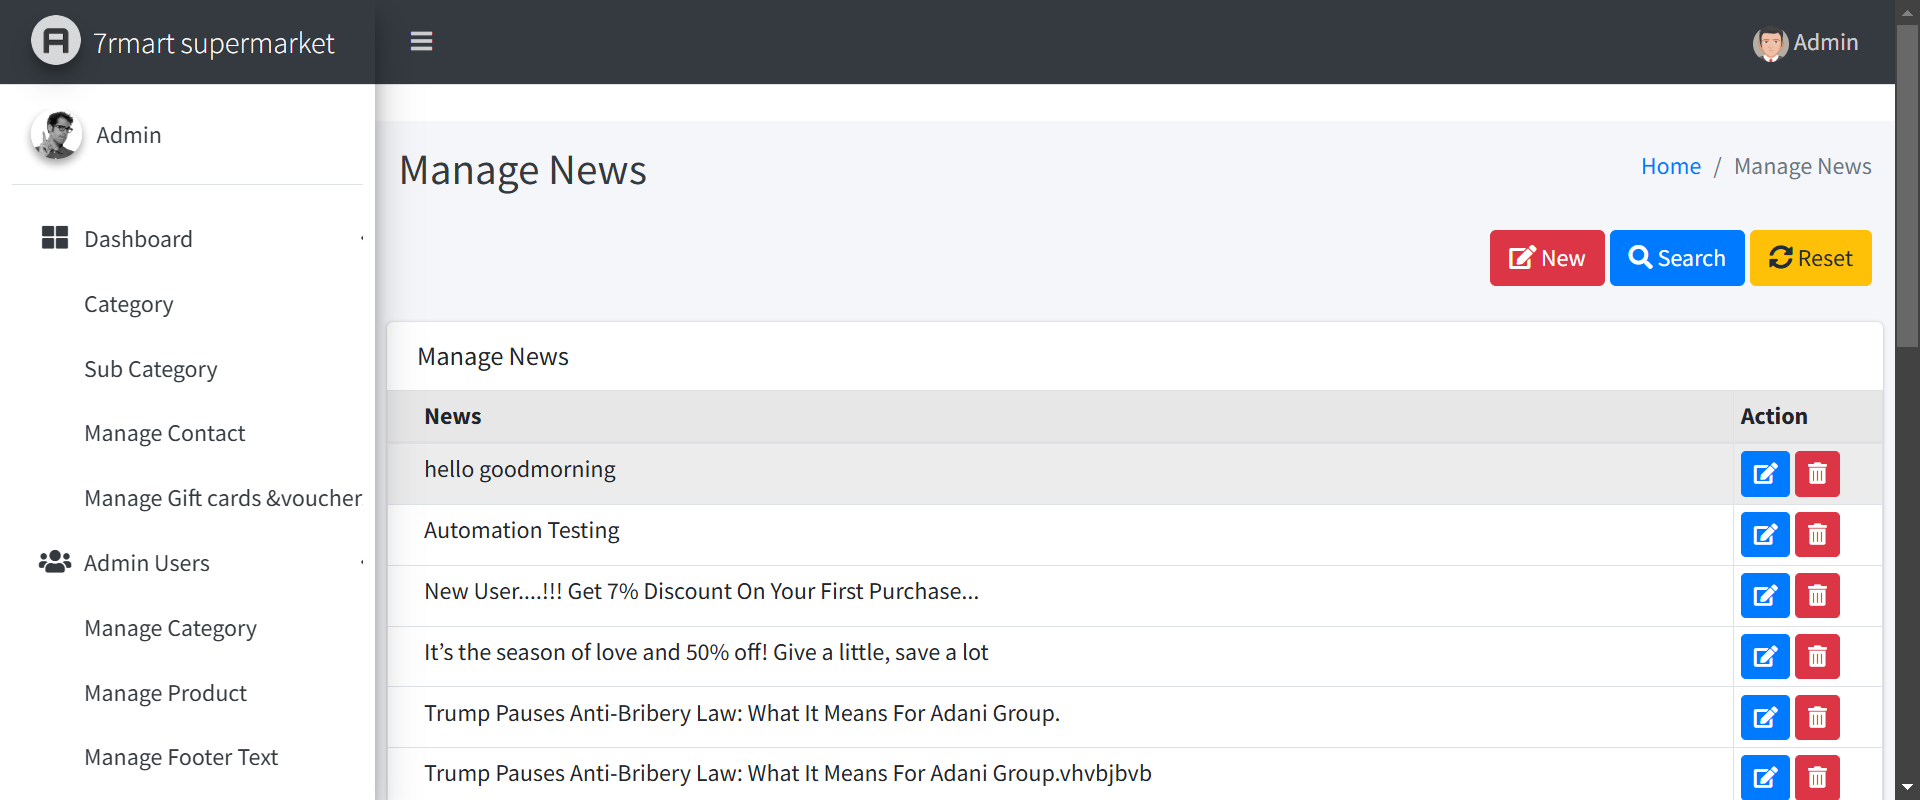 7rmart supermarket
Admin
Admin
Dashboard
Category
Sub Category
Manage Contact
Manage Gift cards &voucher
Admin Users
Manage Category
Manage Product
Manage Footer Text
Manage News
Home / Manage News
New
Search
Reset
Manage News
News
Action
hello goodmorning
Automation Testing
New User....!!! Get 7% Discount On Your First Purchase...
It’s the season of love and 50% off! Give a little, save a lot
Trump Pauses Anti-Bribery Law: What It Means For Adani Group.
Trump Pauses Anti-Bribery Law: What It Means For Adani Group.vhvbjbvb